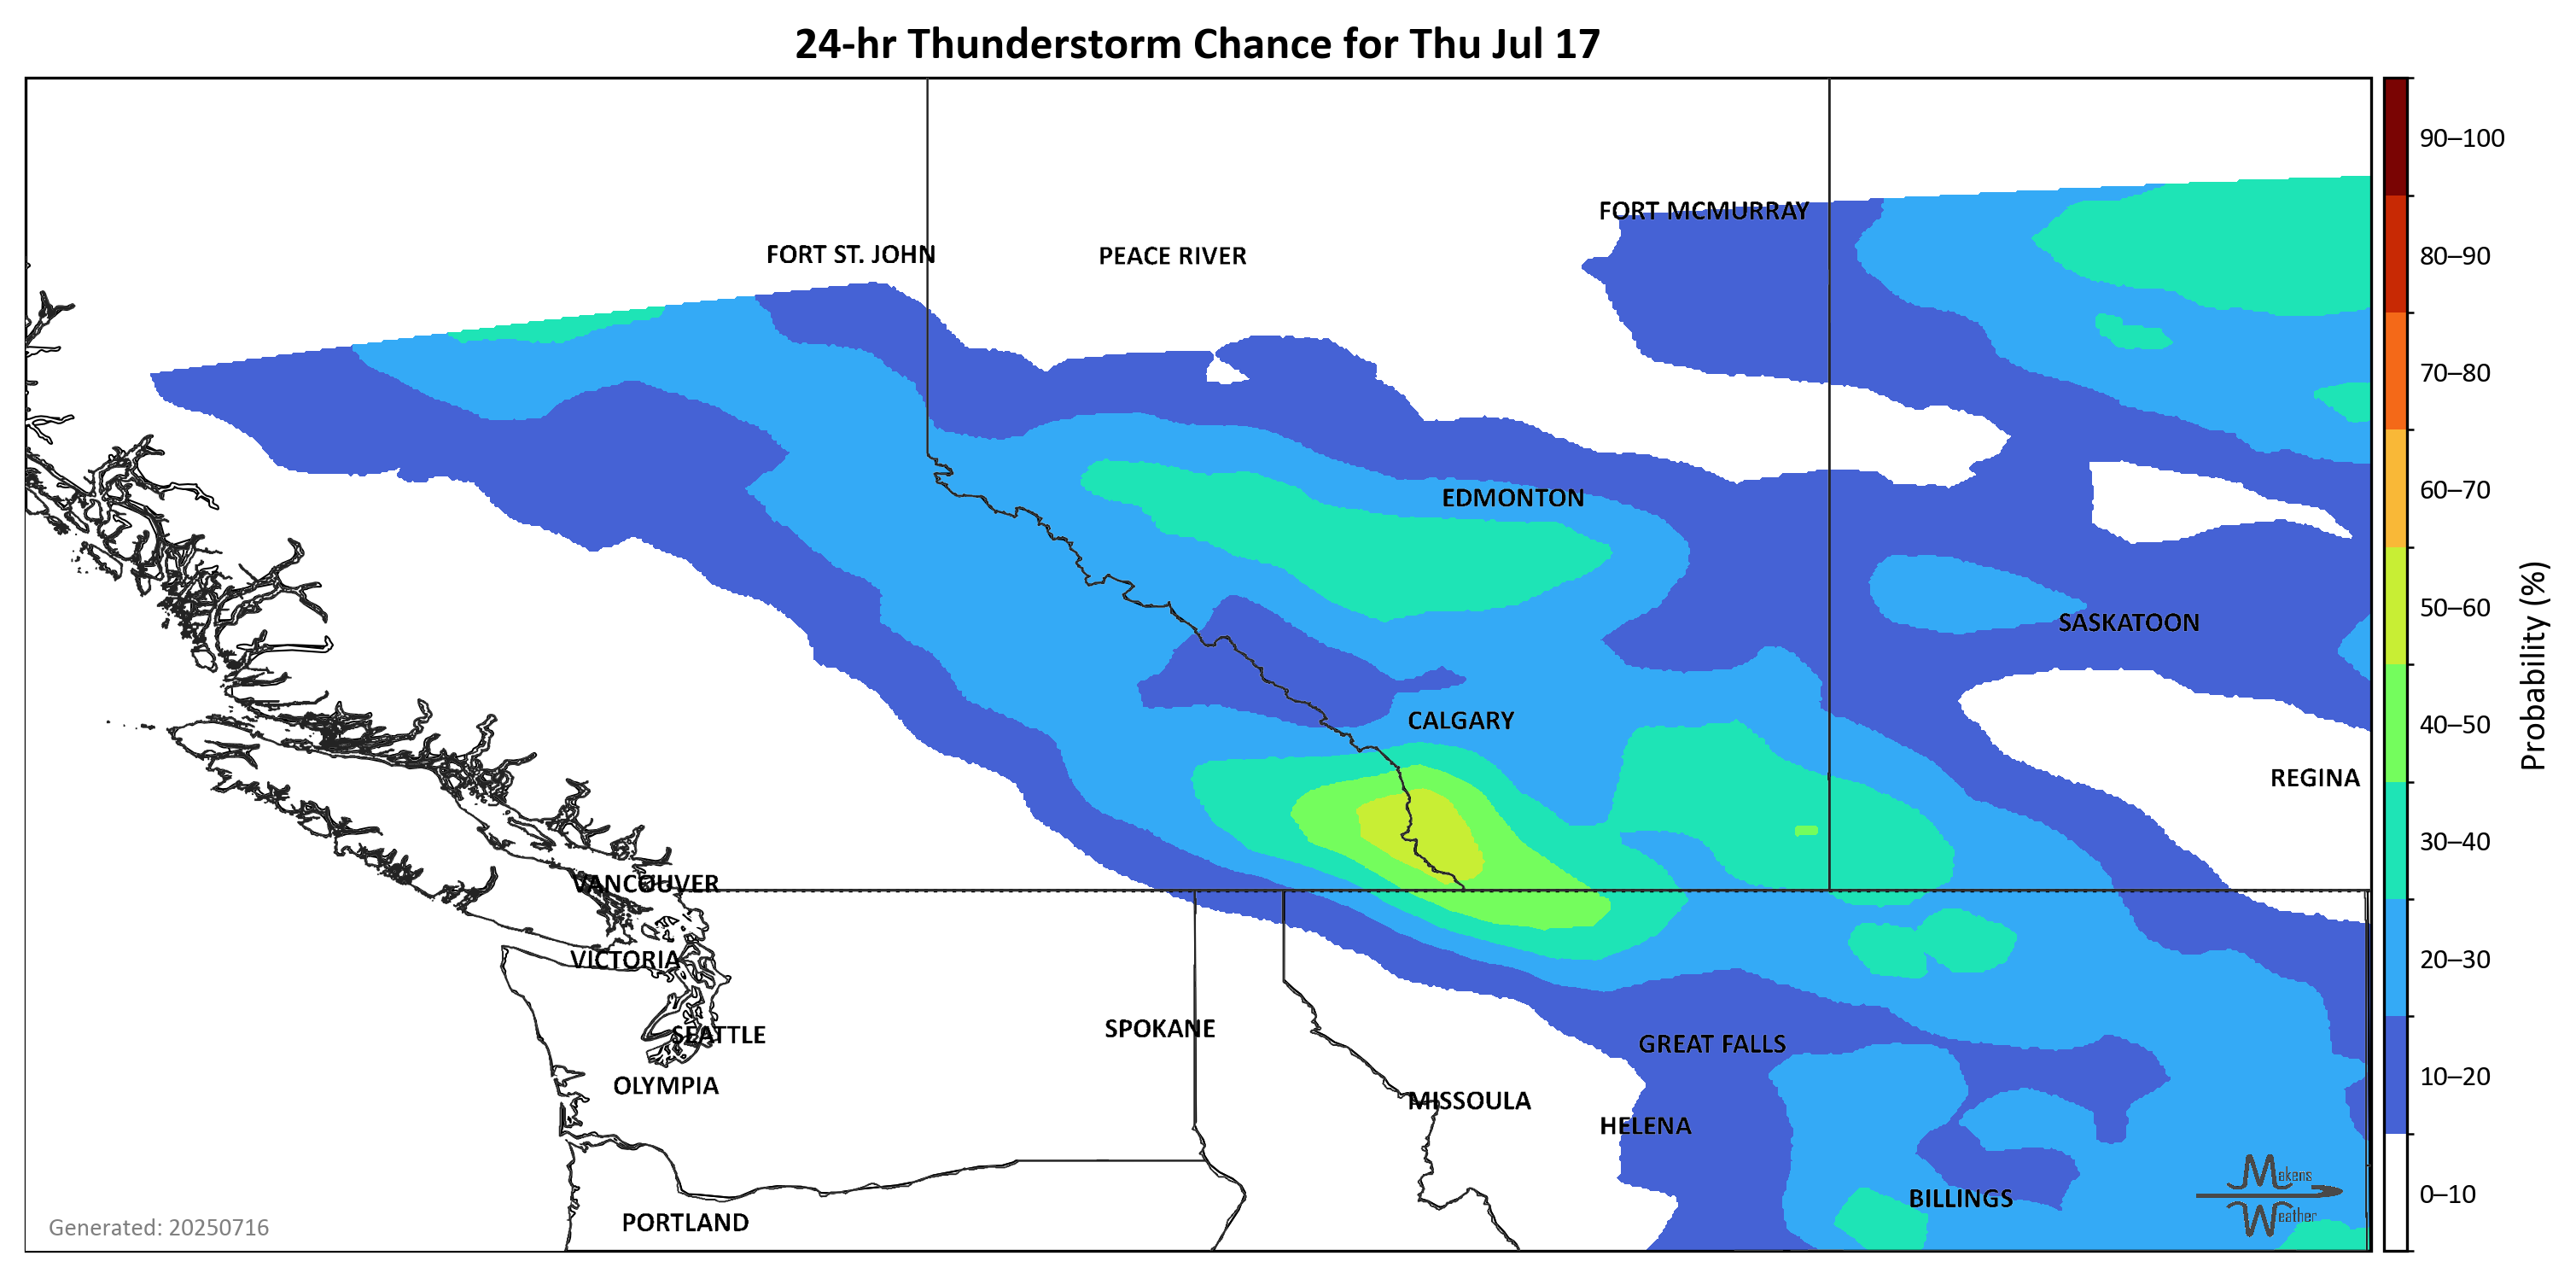 24-hr Thunderstorm Chance for Thu Jul 17
90–100
FORT MCMURRAY
FORT ST. JOHN
PEACE RIVER
80–90
70–80
60–70
EDMONTON
50–60
SASKATOON
Probability (%)
CALGARY
40–50
REGINA
30–40
VANCOUVER
VICTORIA
20–30
SPOKANE
SEATTLE
GREAT FALLS
10–20
OLYMPIA
MISSOULA
HELENA
Makens
Weather
0–10
BILLINGS
PORTLAND
Generated: 20250716